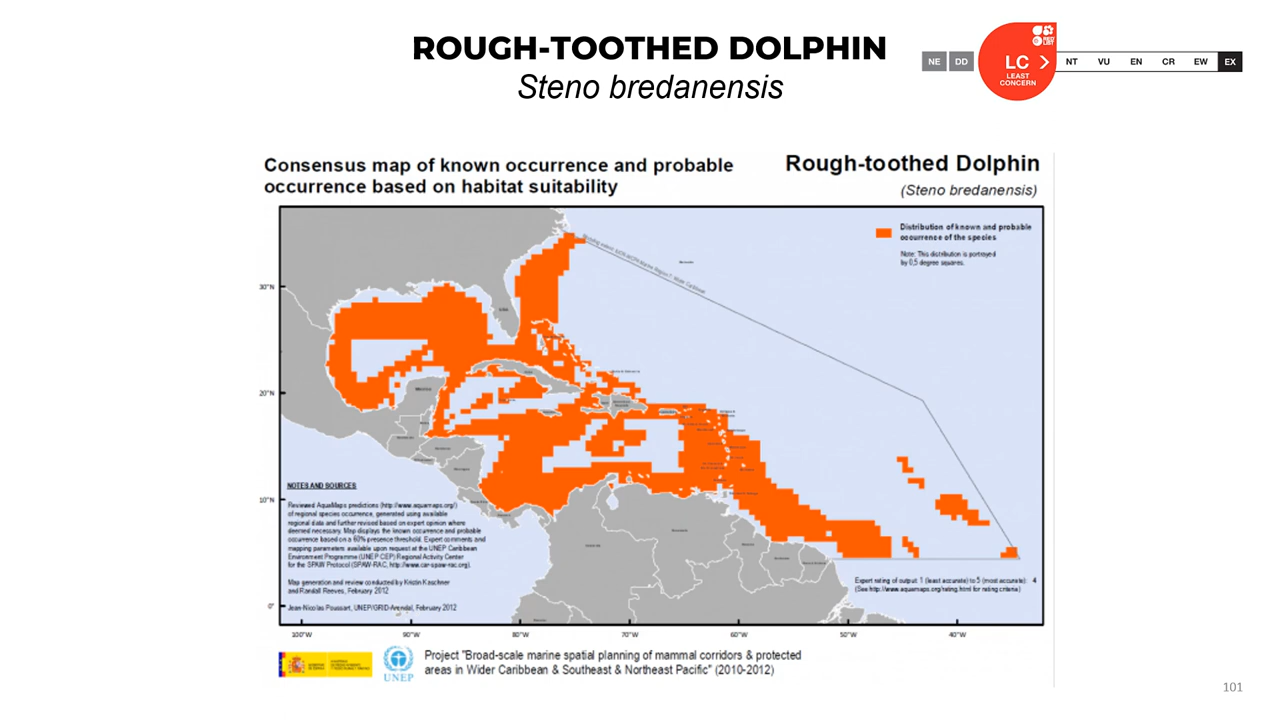 ROUGH-TOOTHED DOLPHIN
Steno bredanensis
NE DD LC NT VU EN CR EW EX
LEAST
CONCERN
Consensus map of known occurrence and probable
occurrence based on habitat suitability
Rough-toothed Dolphin
(Steno bredanensis)
Distribution of known and probable
occurrence of the species
Note: This distribution is portrayed
by 0,5 degree squares.
30°N
20°N
10°N
0°
NOTES AND SOURCES
Reviewed AquaMaps predictions (http://www.aquamaps.org/)
of regional species occurrence, generated using available
regional data and further revised based on expert opinion where
deemed necessary. Map displays the known occurrence and probable
occurrence based on a 60% presence threshold. Expert comments and
mapping parameters available upon request at the UNEP Caribbean
Environment Programme (UNEP CEP) Regional Activity Center
for the SPAW Protocol (SPAW-RAC, http://www.car-spaw-rac.org).
Map generation and review conducted by Kristin Kaschner
and Randall Reeves, February 2012
Jean-Nicolas Poussart, UNEP/GRID-Arendal, February 2012
Expert rating of output: 1 (least accurate) to 5 (most accurate): 4
(See http://www.aquamaps.org/rating.html for rating criteria)
100°W 90°W 80°W 70°W 60°W 50°W 40°W
UNEP
Project "Broad-scale marine spatial planning of mammal corridors & protected
areas in Wider Caribbean & Southeast & Northeast Pacific" (2010-2012)
101